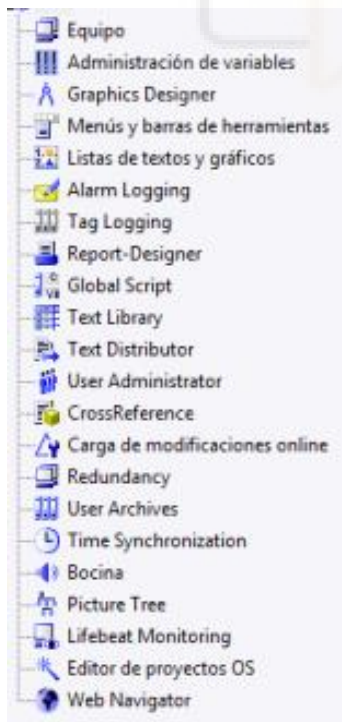 Equipo
Administración de variables
Graphics Designer
Menús y barras de herramientas
Listas de textos y gráficos
Alarm Logging
Tag Logging
Report-Designer
Global Script
Text Library
Text Distributor
User Administrator
CrossReference
Carga de modificaciones online
Redundancy
User Archives
Time Synchronization
Bocina
Picture Tree
Lifebeat Monitoring
Editor de proyectos OS
Web Navigator